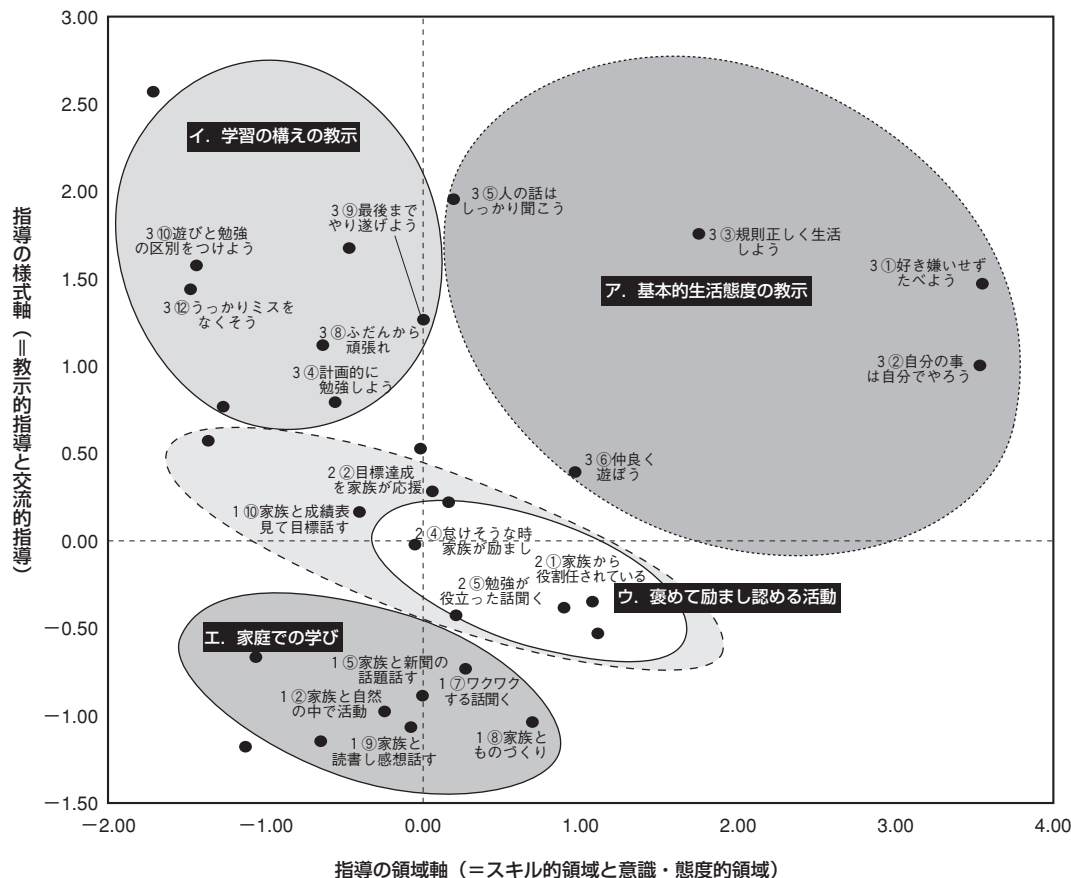 3.00
2.50
2.00
1.50
1.00
0.50
0.00
－0.50
－1.00
－1.50
－2.00
－1.00
0.00
1.00
2.00
3.00
4.00
指導の様式軸（＝教示的指導と交流的指導）
指導の領域軸（＝スキル的領域と意識・態度的領域）
イ．学習の構えの教示
3⑨最後まで
やり遂げよう
3⑩遊びと勉強
の区別をつけよう
3⑫うっかりミスを
なくそう
3⑧ふだんから
頑張れ
3④計画的に
勉強しよう
3⑤人の話は
しっかり聞こう
3③規則正しく生活
しよう
3①好き嫌いせず
たべよう
ア．基本的生活態度の教示
3②自分の事
は自分でやろう
3⑥仲良く
遊ぼう
2②目標達成
を家族が応援
1⑩家族と成績表
見て目標話す
2④怠けそうな時
家族が励まし
2①家族から
役割任されている
2⑤勉強が
役立った話聞く
ウ．褒めて励まし認める活動
エ．家庭での学び
1⑤家族と新聞の
話題話す
1⑦ワクワク
する話聞く
1②家族と自然
の中で活動
1⑨家族と
読書し感想話す
1⑧家族と
ものづくり